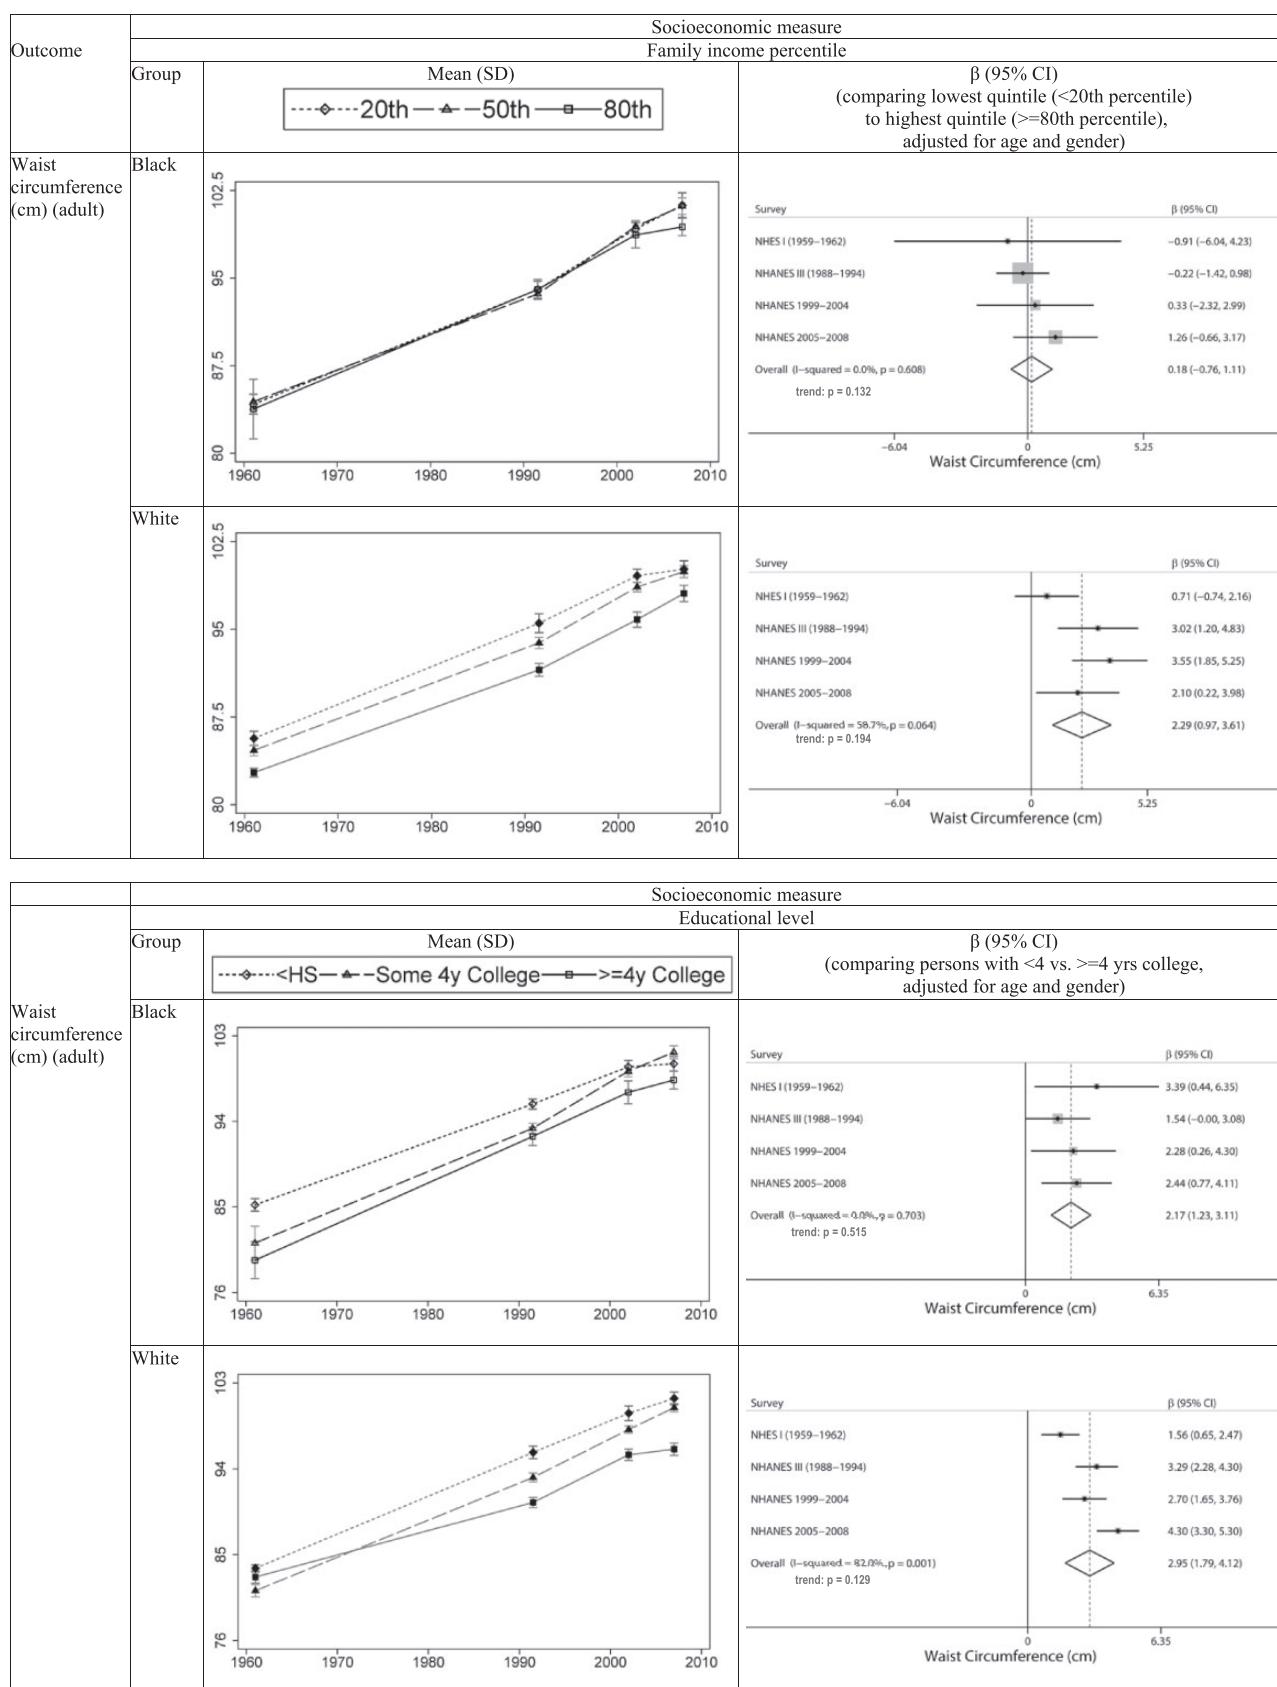 Socioeconomic measure
Outcome
Family income percentile
Group
Mean (SD)
β (95% CI)
(comparing lowest quintile (<20th percentile)
to highest quintile (>=80th percentile),
adjusted for age and gender)
20th 50th 80th
Waist
circumference
(cm) (adult)
Black
102.5
95
87.5
80
1960 1970 1980 1990 2000 2010
Survey β (95% CI)
NHES I (1959−1962) −0.91 (−6.04, 4.23)
NHANES III (1988−1994) −0.22 (−1.42, 0.98)
NHANES 1999−2004 0.33 (−2.32, 2.99)
NHANES 2005−2008 1.26 (−0.66, 3.17)
Overall (I−squared = 0.0%, p = 0.608) 0.18 (−0.76, 1.11)
trend: p = 0.132
−6.04 0 5.25
Waist Circumference (cm)
White
102.5
95
87.5
80
1960 1970 1980 1990 2000 2010
Survey β (95% CI)
NHES I (1959−1962) 0.71 (−0.74, 2.16)
NHANES III (1988−1994) 3.02 (1.20, 4.83)
NHANES 1999−2004 3.55 (1.85, 5.25)
NHANES 2005−2008 2.10 (0.22, 3.98)
Overall (I−squared = 58.7%, p = 0.064) 2.29 (0.97, 3.61)
trend: p = 0.194
−6.04 0 5.25
Waist Circumference (cm)
Socioeconomic measure
Educational level
Group
Mean (SD)
β (95% CI)
(comparing persons with <4 vs. >=4 yrs college,
adjusted for age and gender)
<HS Some 4y College >=4y College
Waist
circumference
(cm) (adult)
Black
103
94
85
76
1960 1970 1980 1990 2000 2010
Survey β (95% CI)
NHES I (1959−1962) 3.39 (0.44, 6.35)
NHANES III (1988−1994) 1.54 (−0.00, 3.08)
NHANES 1999−2004 2.28 (0.26, 4.30)
NHANES 2005−2008 2.44 (0.77, 4.11)
Overall (I−squared = 0.0%, p = 0.703) 2.17 (1.23, 3.11)
trend: p = 0.515
0 6.35
Waist Circumference (cm)
White
103
94
85
76
1960 1970 1980 1990 2000 2010
Survey β (95% CI)
NHES I (1959−1962) 1.56 (0.65, 2.47)
NHANES III (1988−1994) 3.29 (2.28, 4.30)
NHANES 1999−2004 2.70 (1.65, 3.76)
NHANES 2005−2008 4.30 (3.30, 5.30)
Overall (I−squared = 82.0%, p = 0.001) 2.95 (1.79, 4.12)
trend: p = 0.129
0 6.35
Waist Circumference (cm)